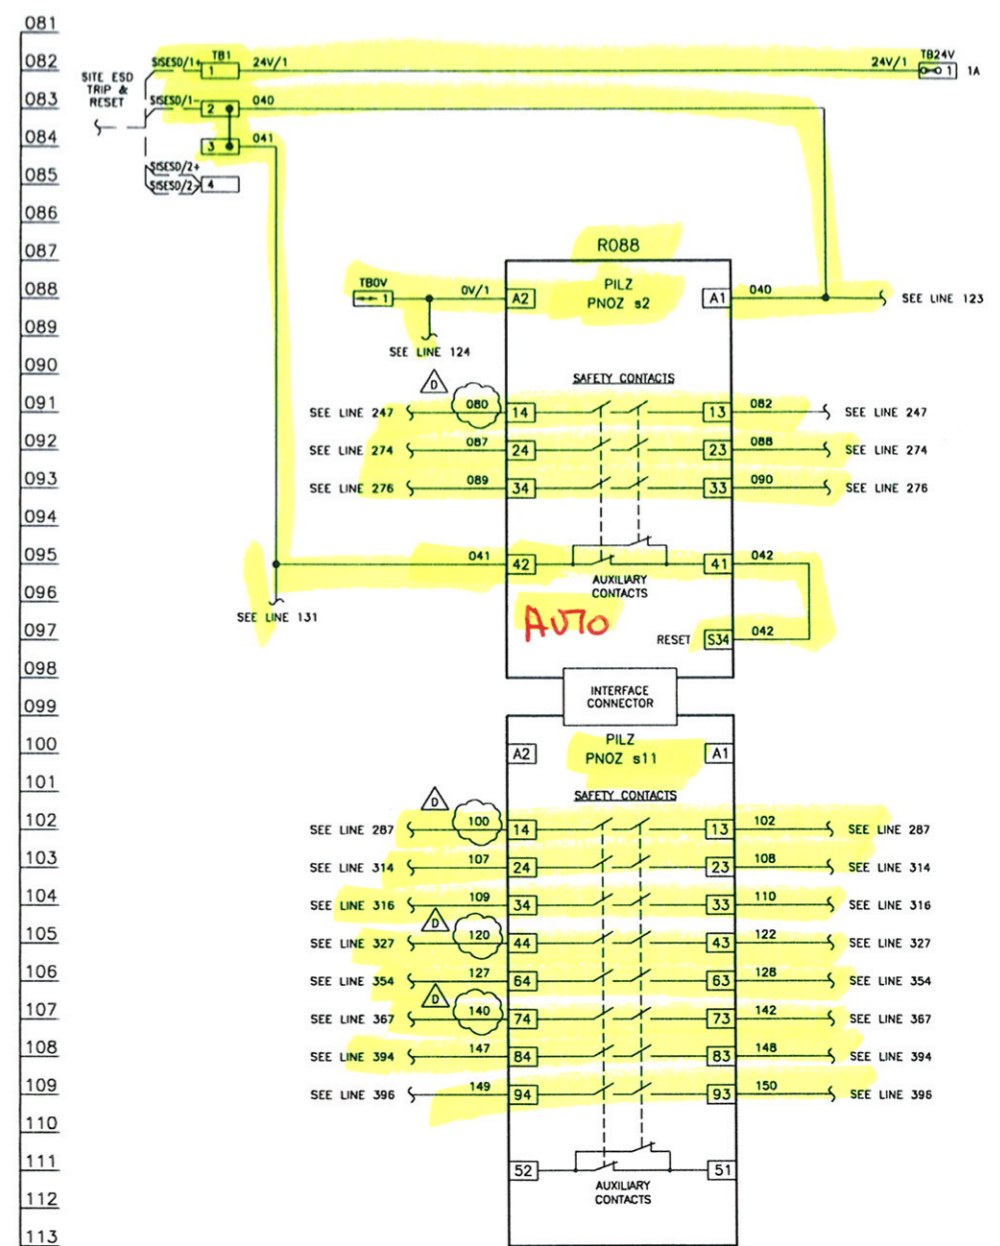 081
082 SISESD/1+ TB1 1 24V/1 24V/1 TB24V 1 1A
SITE ESD
TRIP &
RESET
083 SISESD/1- 2 040
084 3 041
SISESD/2+
085 SISESD/2- 4
086
087 R088
088 TB0V 1 0V/1 A2 PILZ A1 040 SEE LINE 123
PNOZ s2
089
SEE LINE 124
090 SAFETY CONTACTS
D
091 SEE LINE 247 080 14 13 082 SEE LINE 247
092 SEE LINE 274 087 24 23 088 SEE LINE 274
093 SEE LINE 276 089 34 33 090 SEE LINE 276
094
095 041 42 41 042
AUXILIARY
CONTACTS
096
SEE LINE 131
AUTO
097 RESET S34 042
098
INTERFACE
CONNECTOR
099
PILZ
100 A2 PNOZ s11 A1
101
SAFETY CONTACTS
D
102 SEE LINE 287 100 14 13 102 SEE LINE 287
103 SEE LINE 314 107 24 23 108 SEE LINE 314
104 SEE LINE 316 109 34 33 110 SEE LINE 316
D
105 SEE LINE 327 120 44 43 122 SEE LINE 327
106 SEE LINE 354 127 64 63 128 SEE LINE 354
D
107 SEE LINE 367 140 74 73 142 SEE LINE 367
108 SEE LINE 394 147 84 83 148 SEE LINE 394
109 SEE LINE 396 149 94 93 150 SEE LINE 396
110
111 52 51
AUXILIARY
CONTACTS
112
113